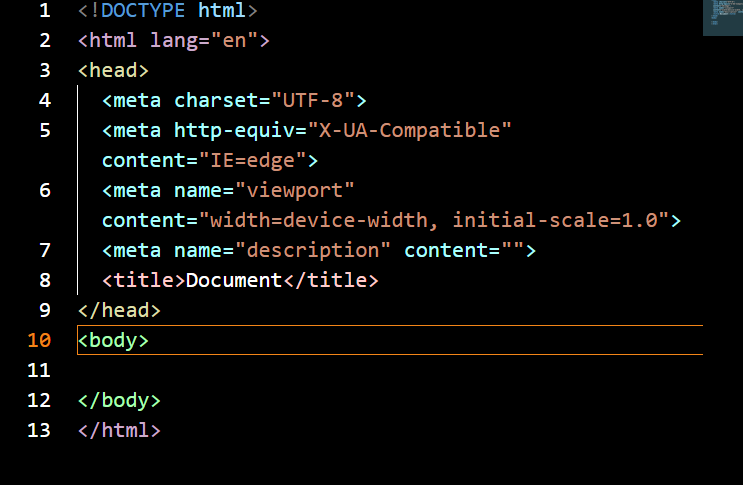 1 <!DOCTYPE html>
2 <html lang="en">
3 <head>
4 <meta charset="UTF-8">
5 <meta http-equiv="X-UA-Compatible"
content="IE=edge">
6 <meta name="viewport"
content="width=device-width, initial-scale=1.0">
7 <meta name="description" content="">
8 <title>Document</title>
9 </head>
10 <body>
11
12 </body>
13 </html>